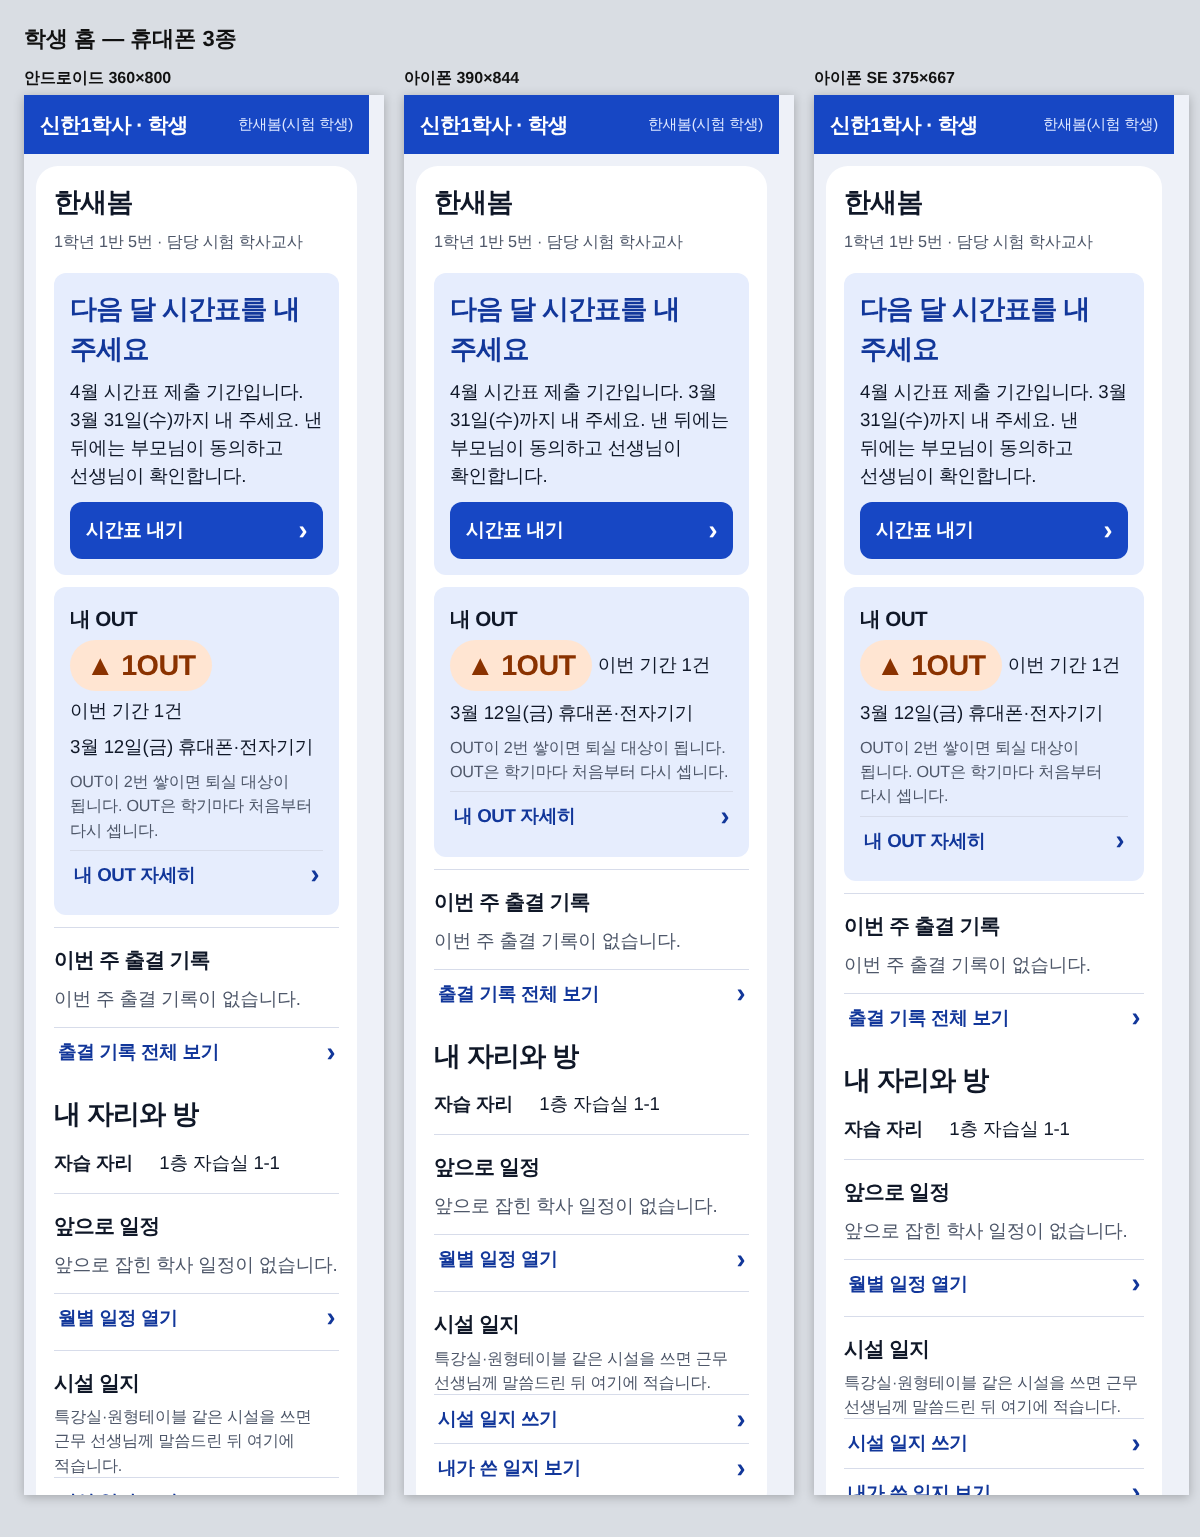 학생 홈 — 휴대폰 3종
안드로이드 360×800
신한1학사 · 학생
한새봄(시험 학생)
한새봄
1학년 1반 5번 · 담당 시험 학사교사
다음 달 시간표를 내
주세요
4월 시간표 제출 기간입니다.
3월 31일(수)까지 내 주세요. 낸
뒤에는 부모님이 동의하고
선생님이 확인합니다.
시간표 내기 ›
내 OUT
▲ 1OUT
이번 기간 1건
3월 12일(금) 휴대폰·전자기기
OUT이 2번 쌓이면 퇴실 대상이
됩니다. OUT은 학기마다 처음부터
다시 셉니다.
내 OUT 자세히 ›
이번 주 출결 기록
이번 주 출결 기록이 없습니다.
출결 기록 전체 보기 ›
내 자리와 방
자습 자리 1층 자습실 1-1
앞으로 일정
앞으로 잡힌 학사 일정이 없습니다.
월별 일정 열기 ›
시설 일지
특강실·원형테이블 같은 시설을 쓰면
근무 선생님께 말씀드린 뒤 여기에
적습니다.
아이폰 390×844
신한1학사 · 학생
한새봄(시험 학생)
한새봄
1학년 1반 5번 · 담당 시험 학사교사
다음 달 시간표를 내
주세요
4월 시간표 제출 기간입니다. 3월
31일(수)까지 내 주세요. 낸 뒤에는
부모님이 동의하고 선생님이
확인합니다.
시간표 내기 ›
내 OUT
▲ 1OUT 이번 기간 1건
3월 12일(금) 휴대폰·전자기기
OUT이 2번 쌓이면 퇴실 대상이 됩니다.
OUT은 학기마다 처음부터 다시 셉니다.
내 OUT 자세히 ›
이번 주 출결 기록
이번 주 출결 기록이 없습니다.
출결 기록 전체 보기 ›
내 자리와 방
자습 자리 1층 자습실 1-1
앞으로 일정
앞으로 잡힌 학사 일정이 없습니다.
월별 일정 열기 ›
시설 일지
특강실·원형테이블 같은 시설을 쓰면 근무
선생님께 말씀드린 뒤 여기에 적습니다.
시설 일지 쓰기 ›
내가 쓴 일지 보기 ›
아이폰 SE 375×667
신한1학사 · 학생
한새봄(시험 학생)
한새봄
1학년 1반 5번 · 담당 시험 학사교사
다음 달 시간표를 내
주세요
4월 시간표 제출 기간입니다. 3월
31일(수)까지 내 주세요. 낸
뒤에는 부모님이 동의하고
선생님이 확인합니다.
시간표 내기 ›
내 OUT
▲ 1OUT 이번 기간 1건
3월 12일(금) 휴대폰·전자기기
OUT이 2번 쌓이면 퇴실 대상이
됩니다. OUT은 학기마다 처음부터
다시 셉니다.
내 OUT 자세히 ›
이번 주 출결 기록
이번 주 출결 기록이 없습니다.
출결 기록 전체 보기 ›
내 자리와 방
자습 자리 1층 자습실 1-1
앞으로 일정
앞으로 잡힌 학사 일정이 없습니다.
월별 일정 열기 ›
시설 일지
특강실·원형테이블 같은 시설을 쓰면 근무
선생님께 말씀드린 뒤 여기에 적습니다.
시설 일지 쓰기 ›
내가 쓴 일지 보기 ›